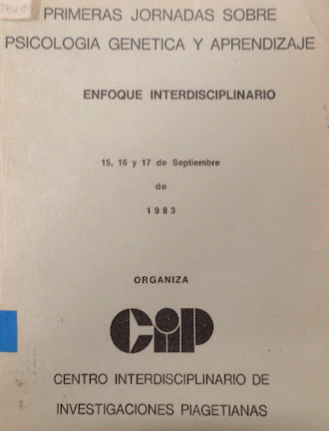 PRIMERAS JORNADAS SOBRE
PSICOLOGIA GENETICA Y APRENDIZAJE
ENFOQUE INTERDISCIPLINARIO
15, 16 y 17 de Septiembre
de
1983
ORGANIZA
CIIP
CENTRO INTERDISCIPLINARIO DE
INVESTIGACIONES PIAGETIANAS